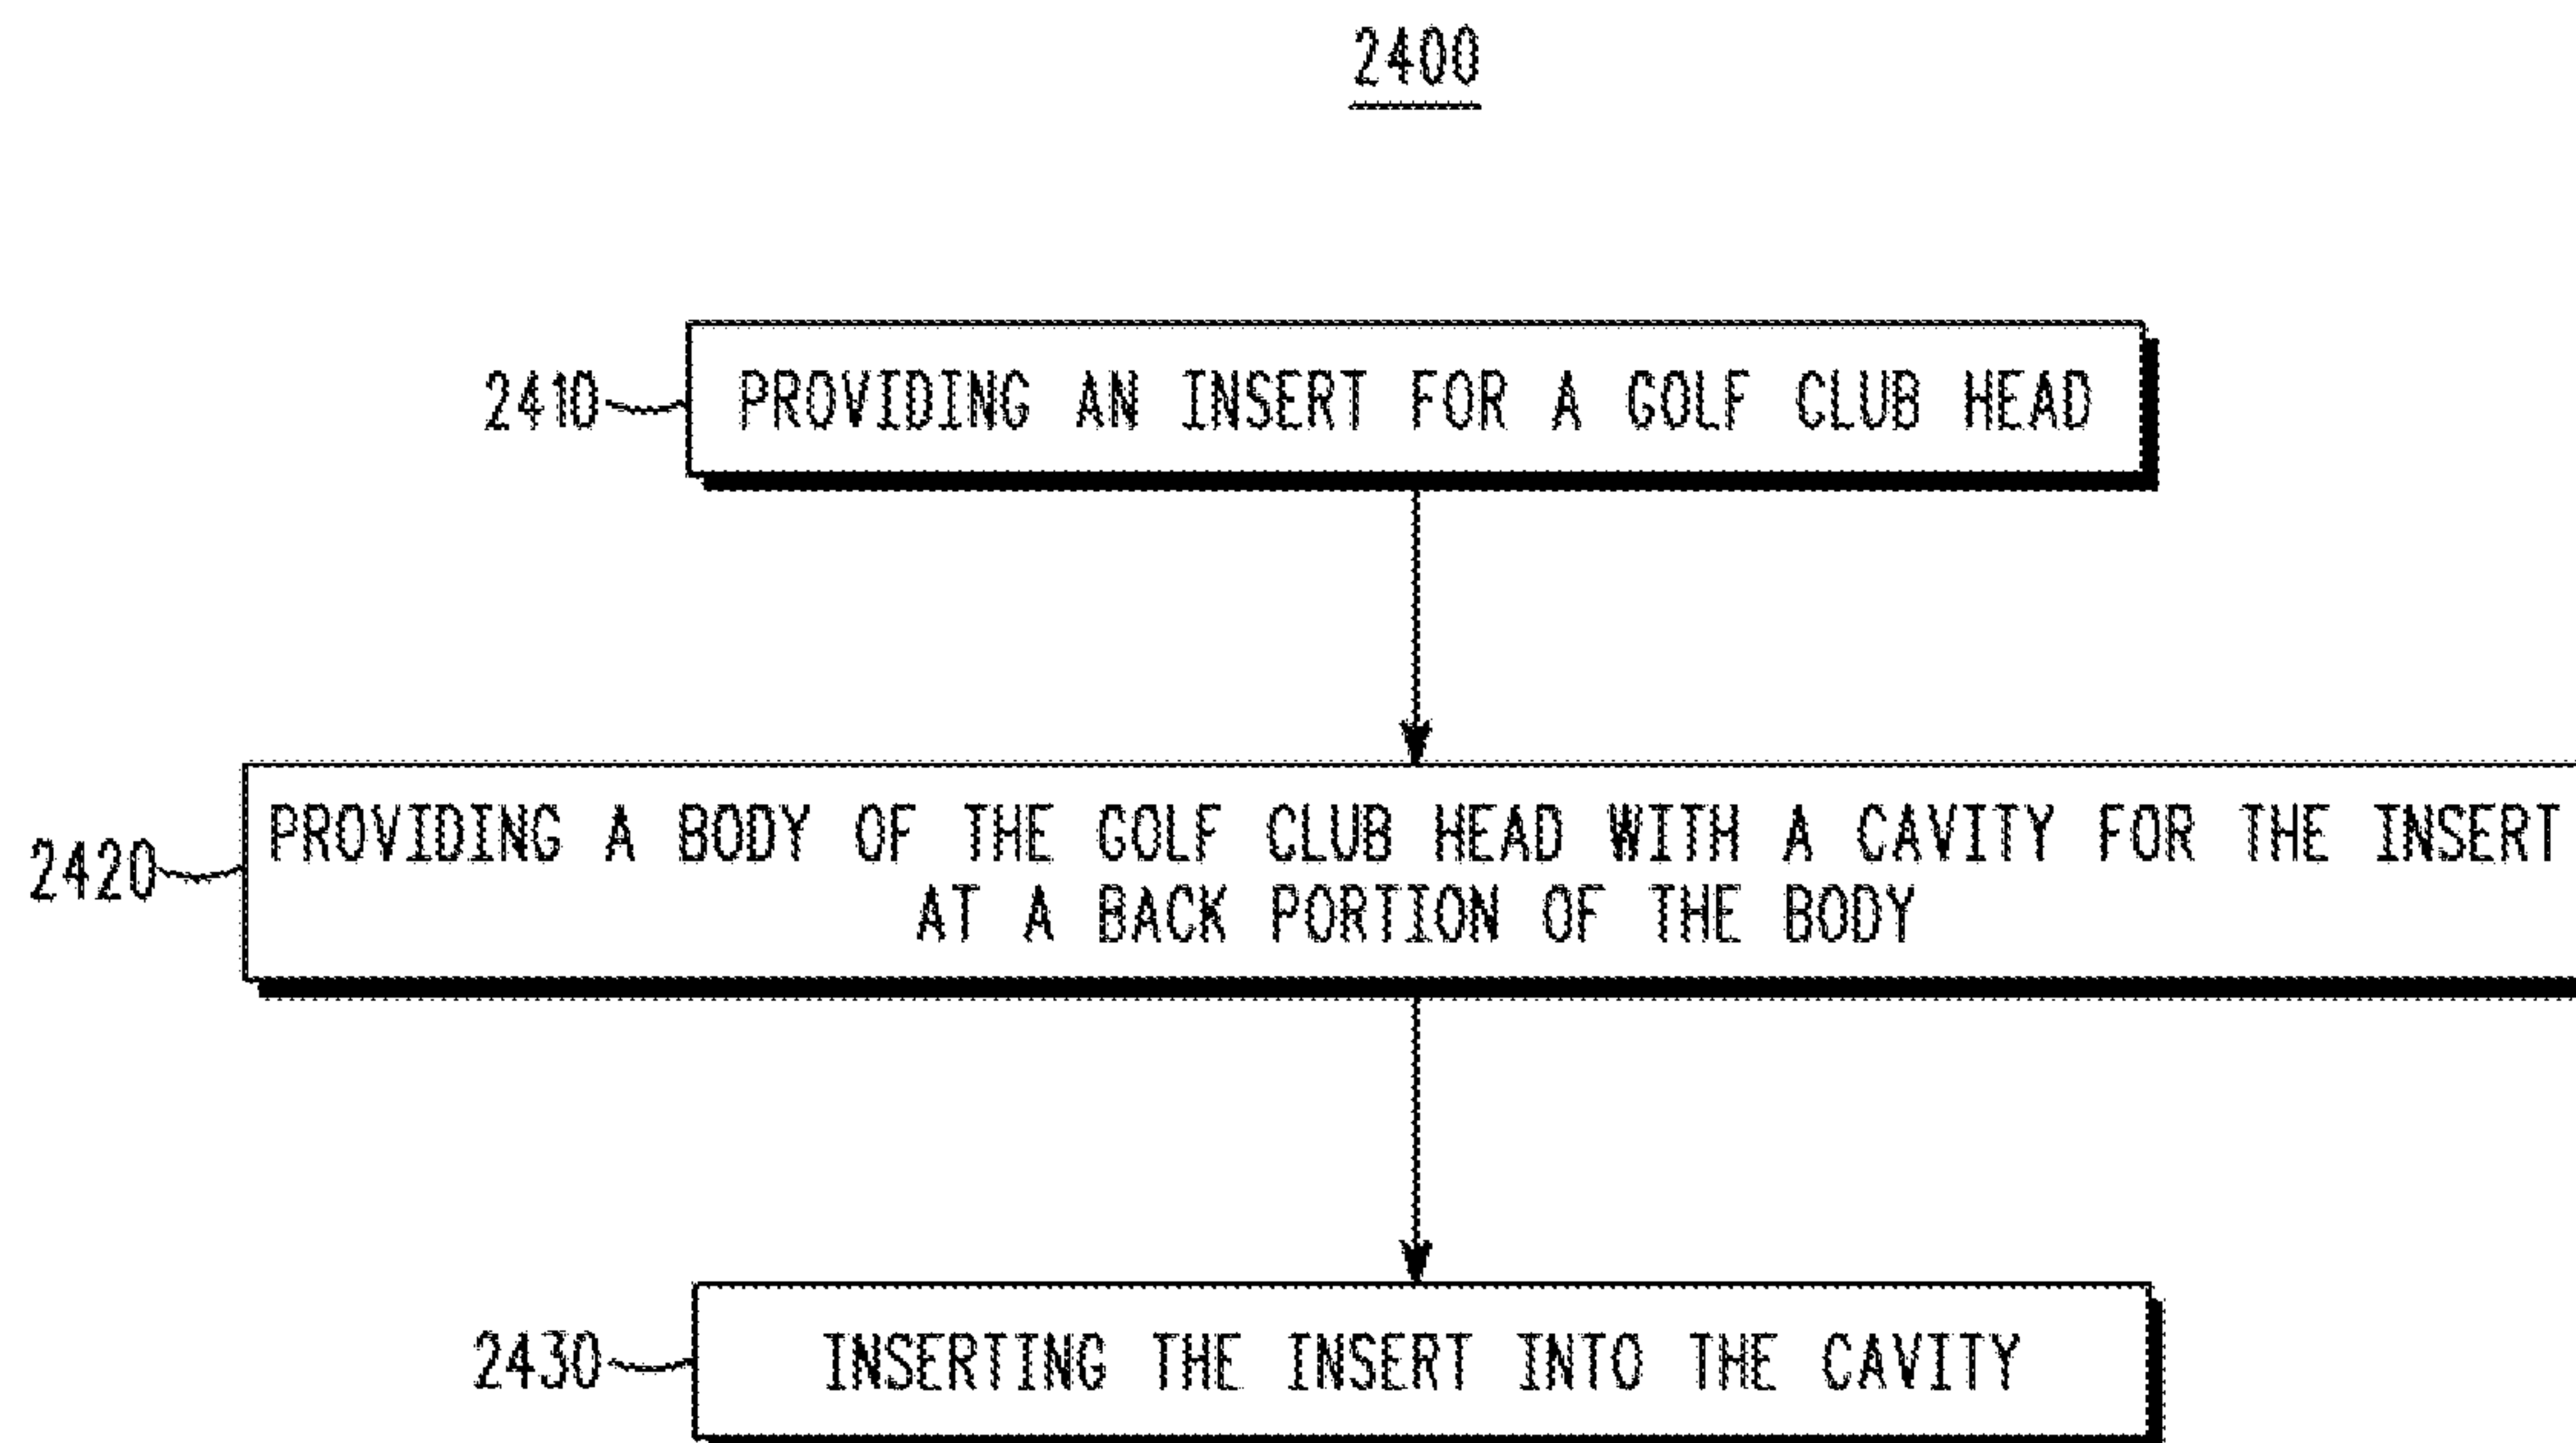 2400
2410 PROVIDING AN INSERT FOR A GOLF CLUB HEAD
2420 PROVIDING A BODY OF THE GOLF CLUB HEAD WITH A CAVITY FOR THE INSERT
AT A BACK PORTION OF THE BODY
2430 INSERTING THE INSERT INTO THE CAVITY